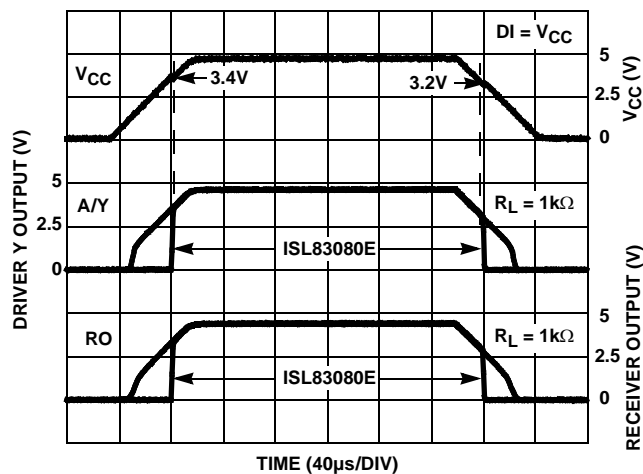 DI = VCC
VCC
3.4V
3.2V
5
2.5
0
VCC (V)
DRIVER Y OUTPUT (V)
5
2.5
0
A/Y
RL = 1kΩ
ISL83080E
RO
RL = 1kΩ
ISL83080E
5
2.5
0
RECEIVER OUTPUT (V)
TIME (40µs/DIV)